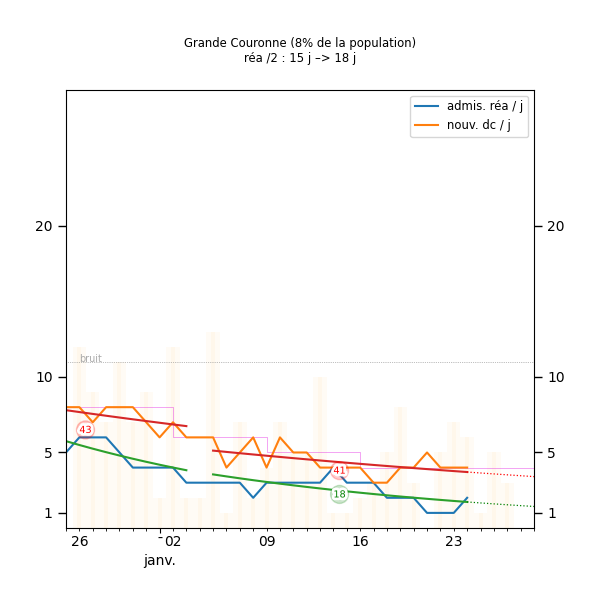 Grande Couronne (8% de la population)
réa /2 : 15 j –> 18 j
admis. réa / j
nouv. dc / j
20
20
bruit
10
10
43
5
5
41
18
1
1
26
02
09
16
23
janv.